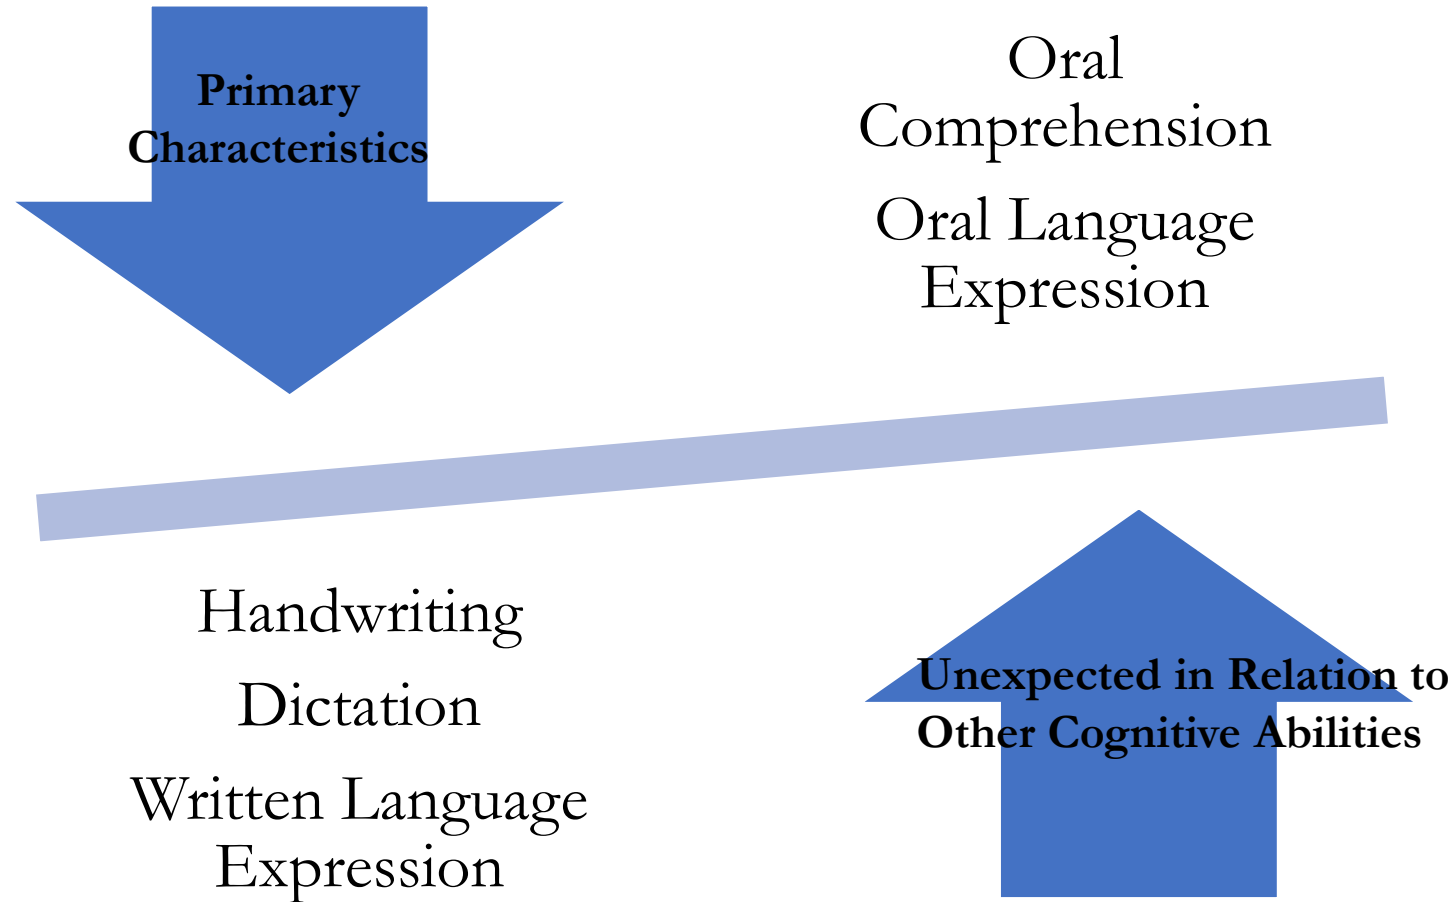 Primary
Characteristics
Oral
Comprehension
Oral Language
Expression
Handwriting
Dictation
Written Language
Expression
Unexpected in Relation to
Other Cognitive Abilities